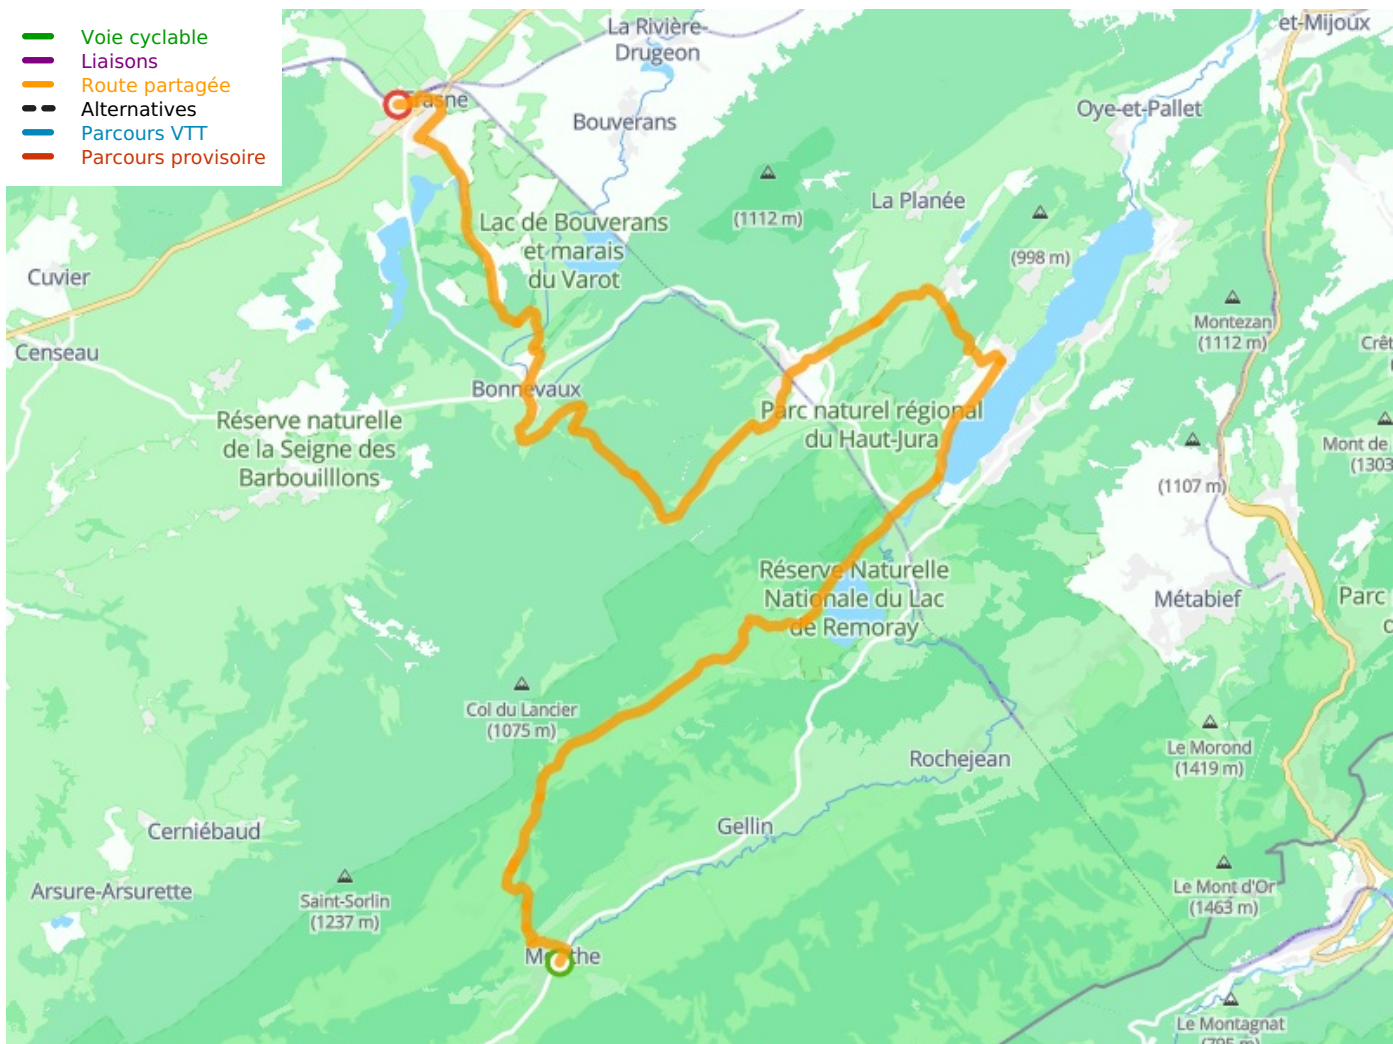 Voie cyclable
Liaisons
Route partagée
Alternatives
Parcours VTT
Parcours provisoire
La Rivière-
Drugeon
et-Mijoux
Bouverans
Oye-et-Pallet
(1112 m)
La Planée
Lac de Bouverans
et marais
du Varot
(998 m)
Cuvier
Montezan
(1112 m)
Censeau
Crêt
Bonnevaux
Réserve naturelle
de la Seigne des
Barbouilllons
Parc naturel régional
du Haut-Jura
Mont de
(1303
(1107 m)
Réserve Naturelle
Nationale du Lac
de Remoray
Métabief
Parc
Col du Lancier
(1075 m)
Le Morond
(1419 m)
Rochejean
Gellin
Cerniébaud
Arsure-Arsurette
Saint-Sorlin
(1237 m)
Le Mont d'Or
(1463 m)
Le Montagnat
(795 m)